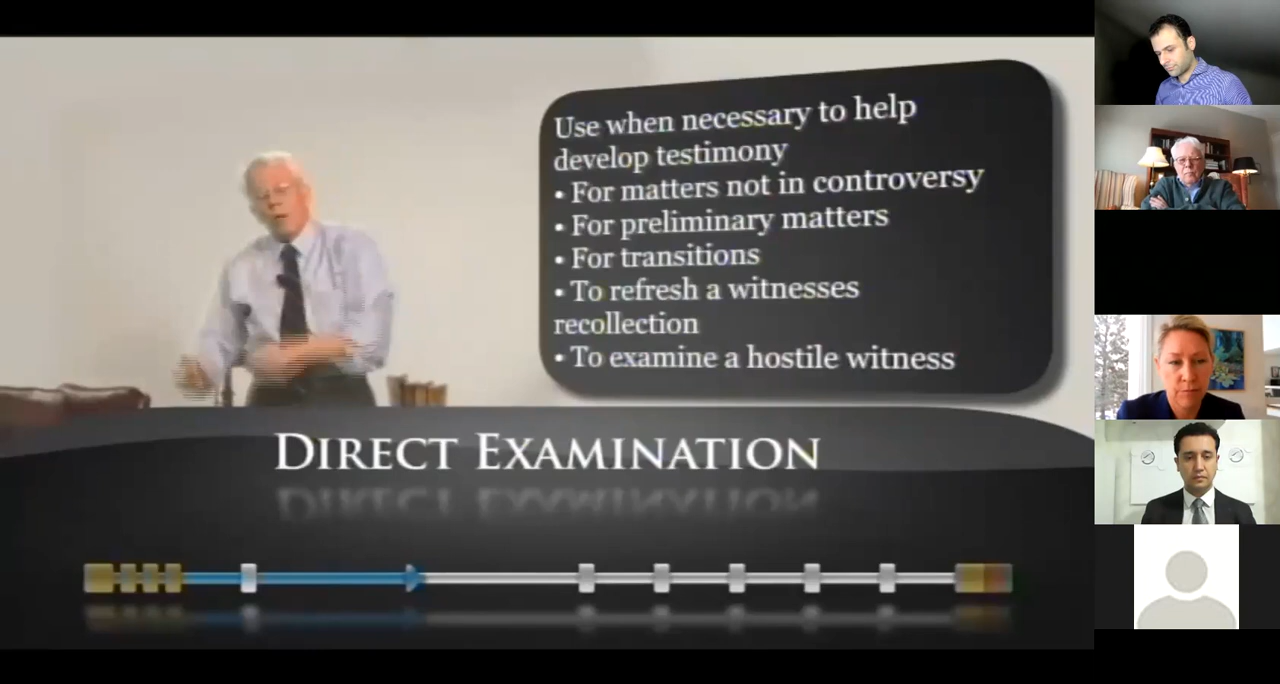 Use when necessary to help
develop testimony
• For matters not in controversy
• For preliminary matters
• For transitions
• To refresh a witnesses
recollection
• To examine a hostile witness
DIRECT EXAMINATION